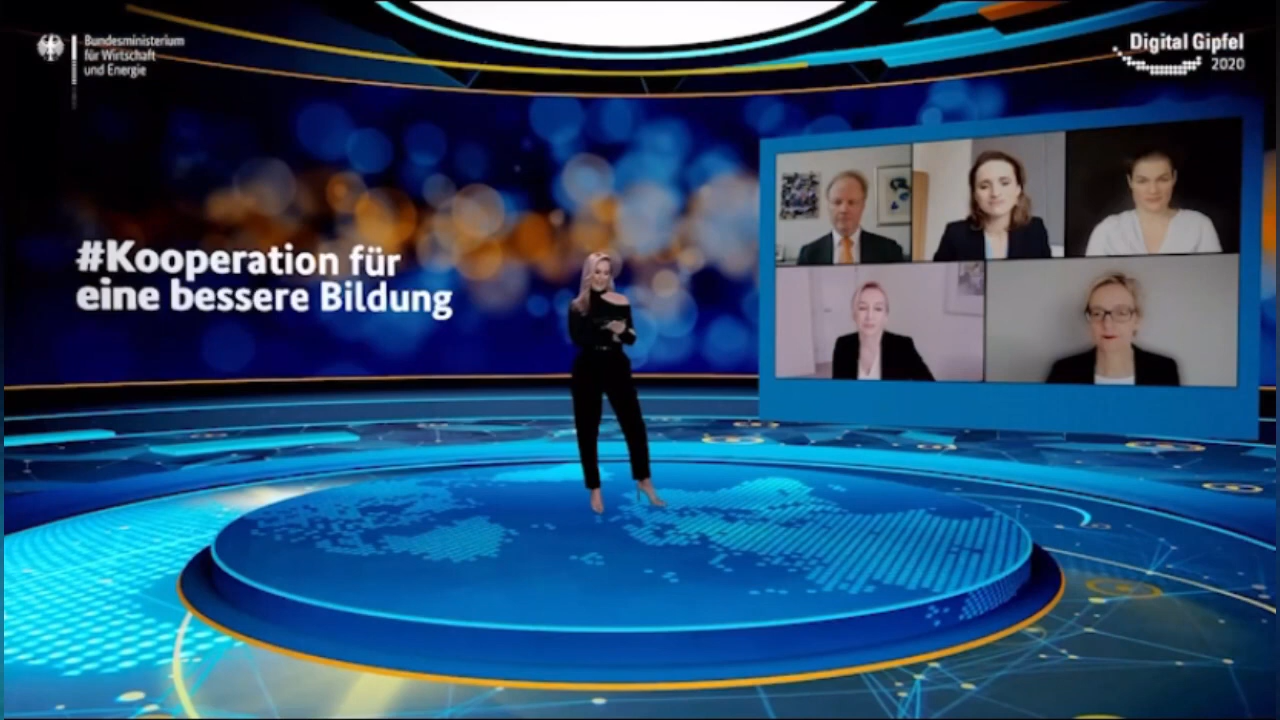 Bundesministerium
für Wirtschaft
und Energie
Digital Gipfel
2020
#Kooperation für
eine bessere Bildung